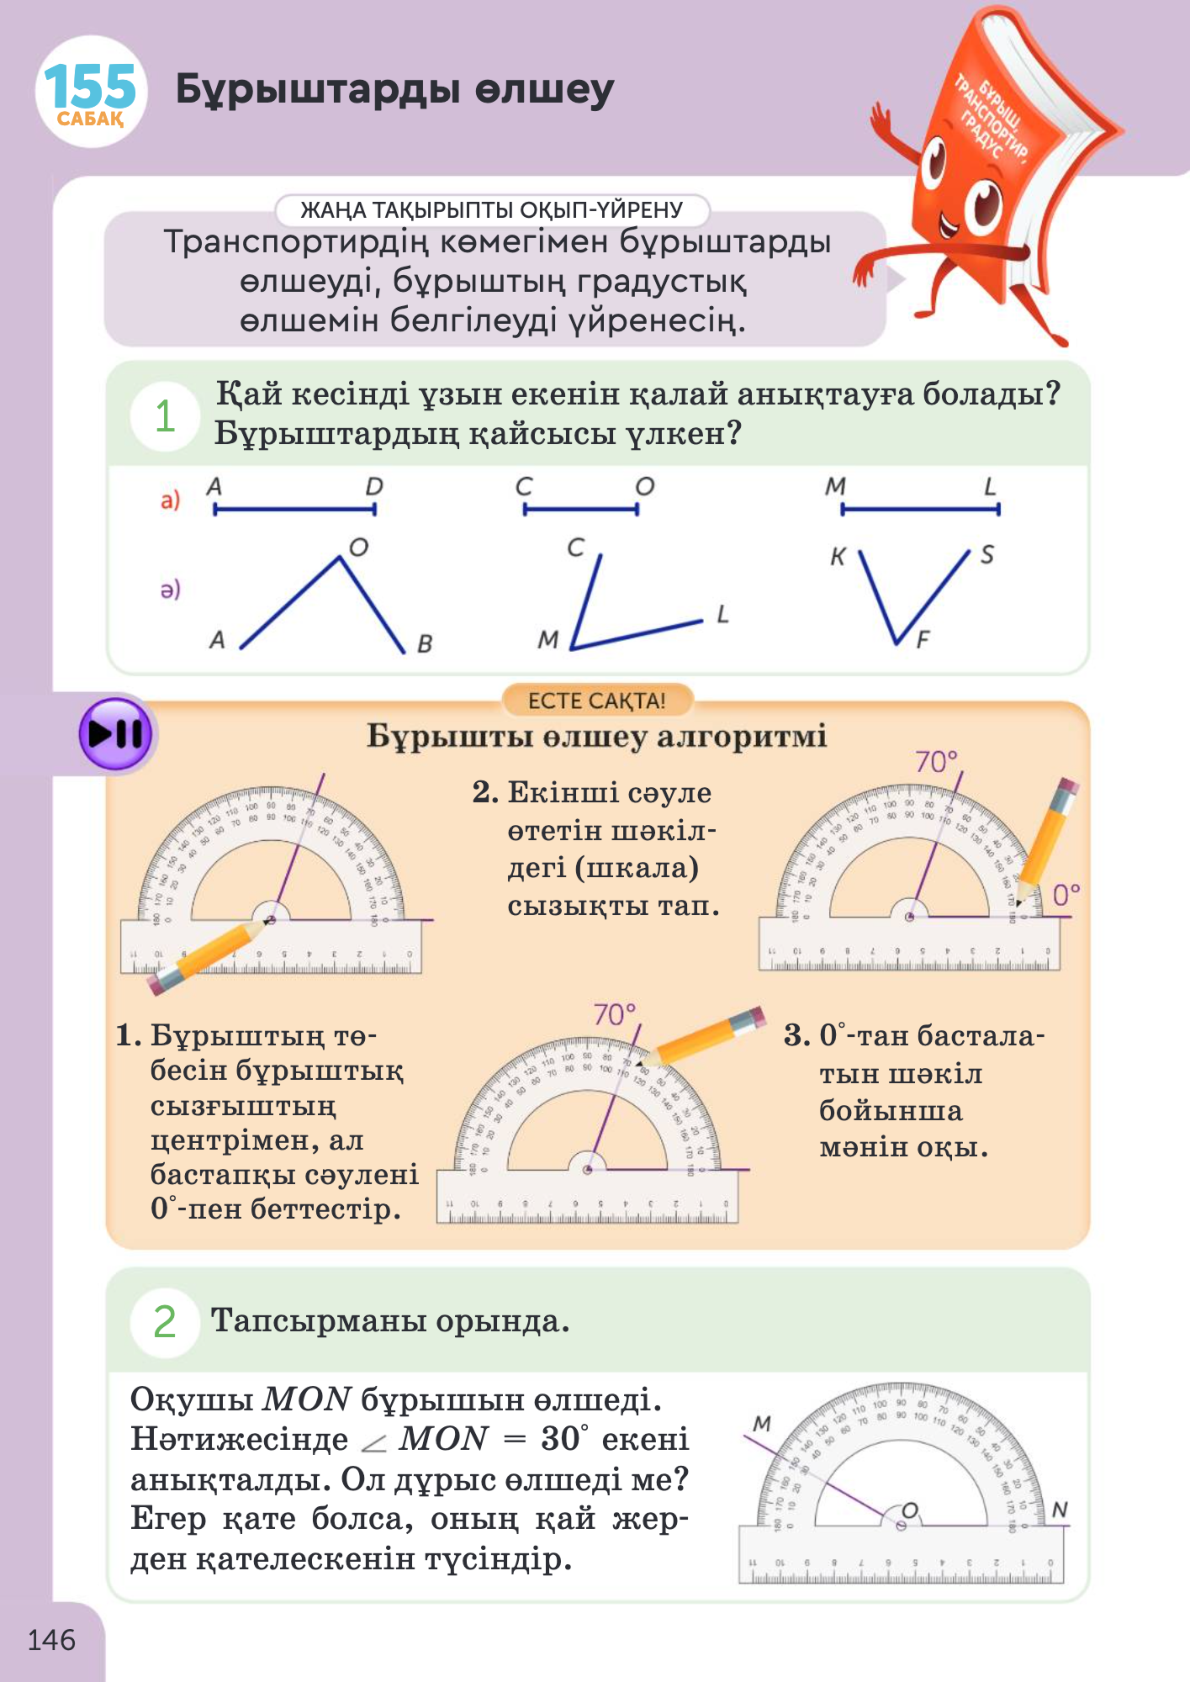 155
САБАҚ
Бұрыштарды өлшеу
БҰРЫШ,
ТРАНСПОРТИР,
ГРАДУС
ЖАҢА ТАҚЫРЫПТЫ ОҚЫП-ҮЙРЕНУ
Транспортирдің көмегімен бұрыштарды
өлшеуді, бұрыштың градустық
өлшемін белгілеуді үйренесің.
1
Қай кесінді ұзын екенін қалай анықтауға болады?
Бұрыштардың қайсысы үлкен?
а) A D C O M L
ә) A O B C M L K F S
ЕСТЕ САҚТА!
Бұрышты өлшеу алгоритмі
2. Екінші сәуле
өтетін шәкіл-
дегі (шкала)
сызықты тап.
70°
0°
1. Бұрыштың тө-
бесін бұрыштық
сызғыштың
центрімен, ал
бастапқы сәулені
0°-пен беттестір.
70°
3. 0°-тан бастала-
тын шәкіл
бойынша
мәнін оқы.
2
Тапсырманы орында.
Оқушы MON бұрышын өлшеді.
Нәтижесінде ∠ MON = 30° екені
анықталды. Ол дұрыс өлшеді ме?
Егер қате болса, оның қай жер-
ден қателескенін түсіндір.
M
O
N
146